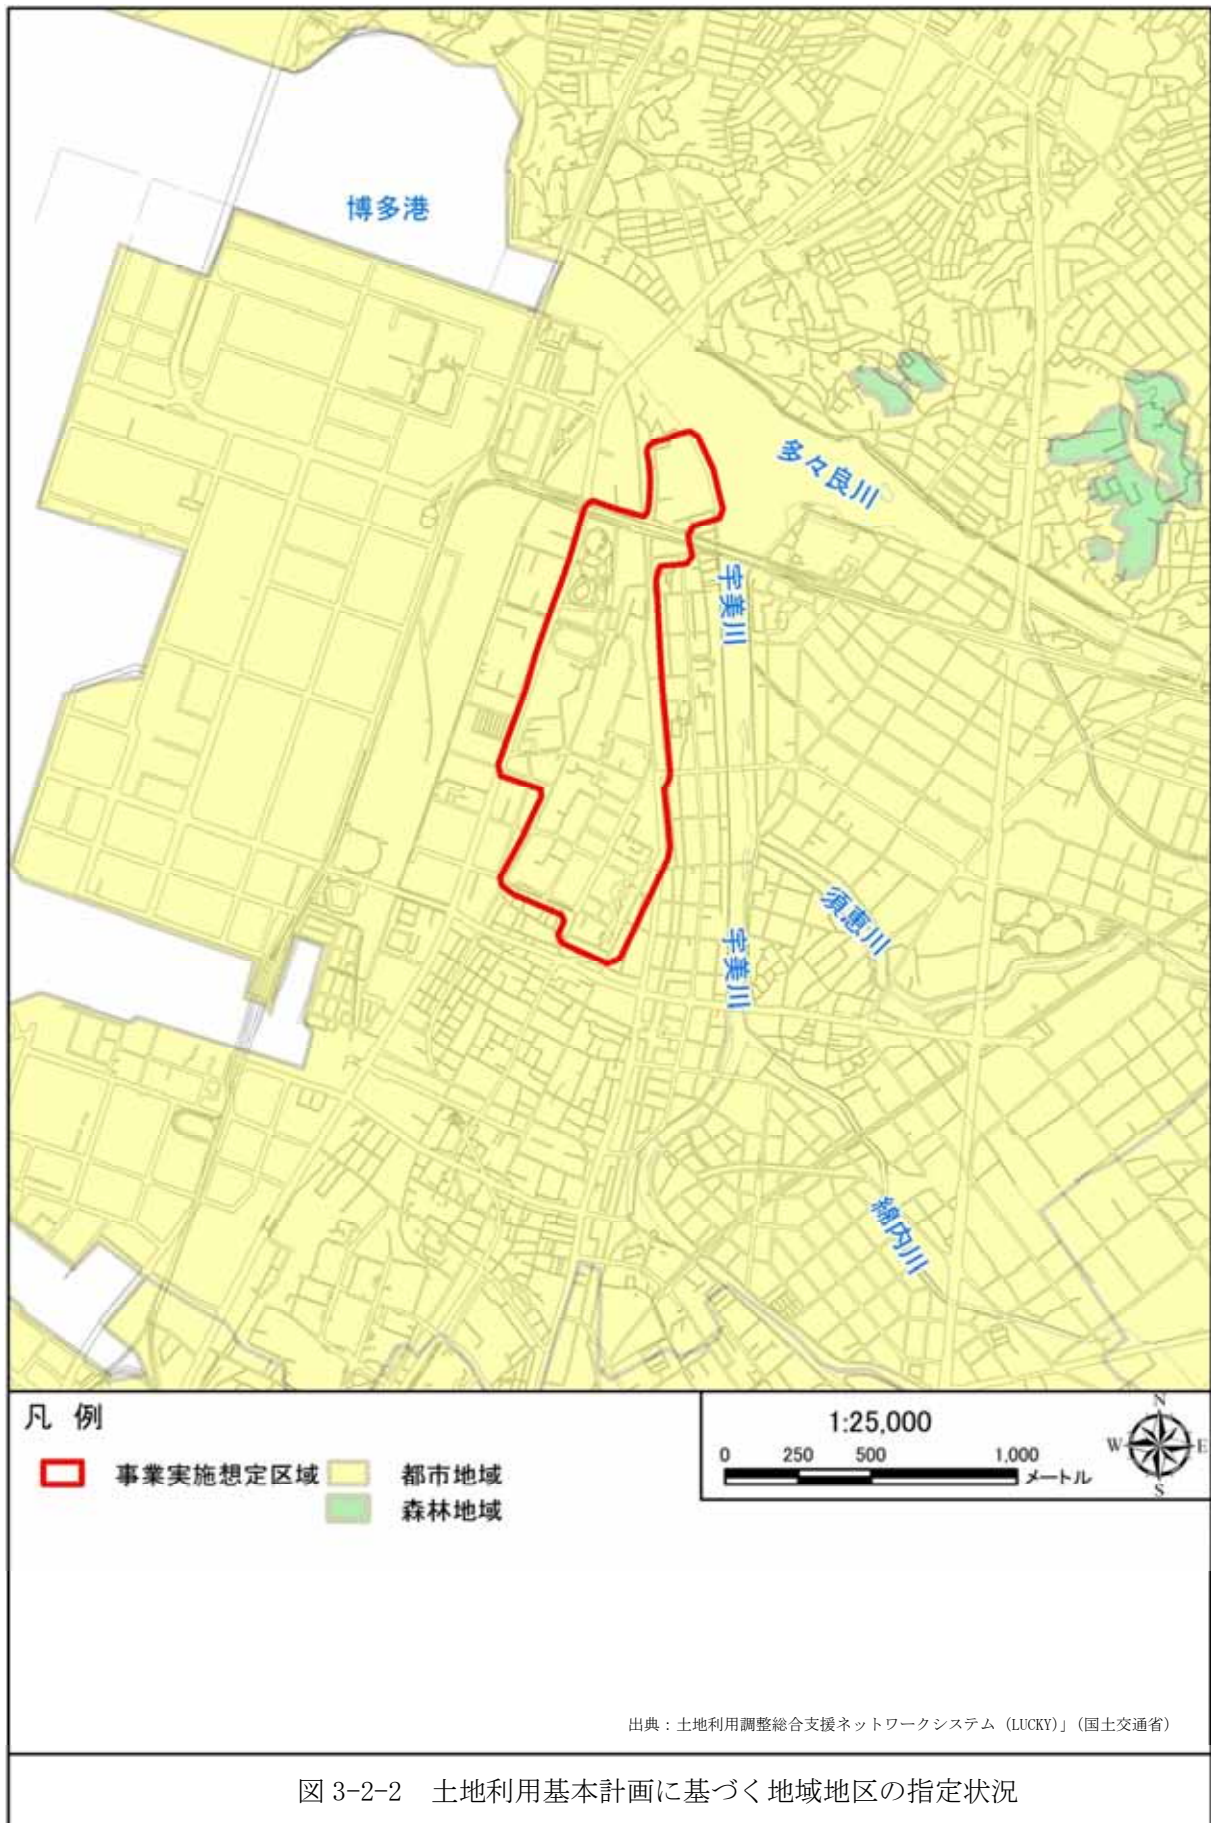 博多港
多々良川
宇美川
須恵川
宇美川
綿内川
凡 例
事業実施想定区域
都市地域
森林地域
1:25,000
0 250 500 1,000
メートル
N
W E
S
出典：土地利用調整総合支援ネットワークシステム（LUCKY)」（国土交通省）
図 3-2-2 土地利用基本計画に基づく地域地区の指定状況